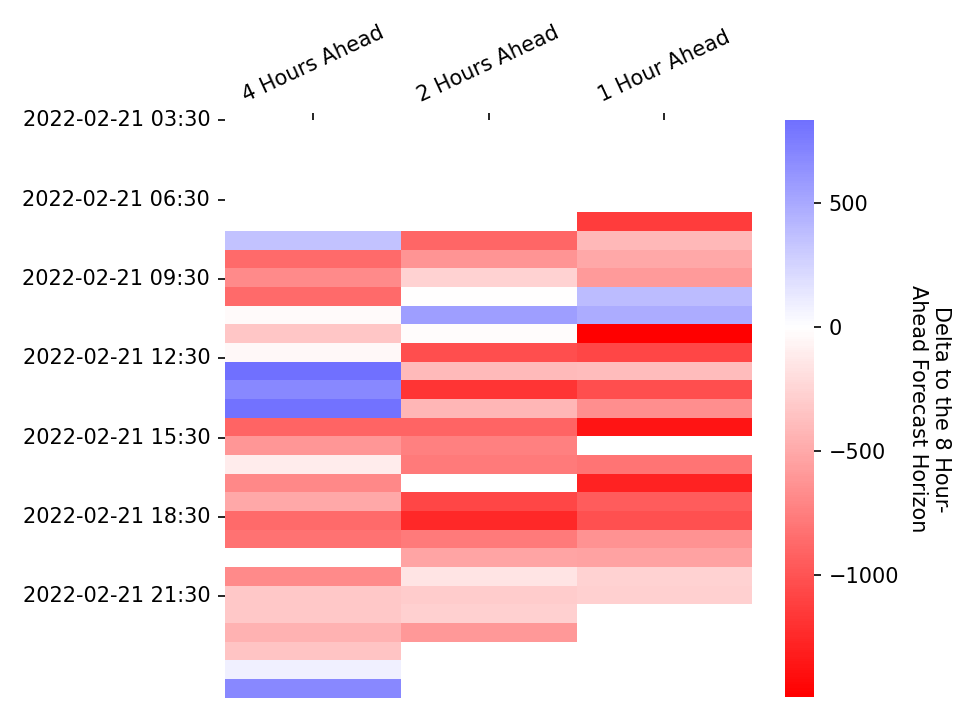 4 Hours Ahead
2 Hours Ahead
1 Hour Ahead
2022-02-21 03:30
2022-02-21 06:30
2022-02-21 09:30
2022-02-21 12:30
2022-02-21 15:30
2022-02-21 18:30
2022-02-21 21:30
500
0
−500
−1000
Delta to the 8 Hour-
Ahead Forecast Horizon